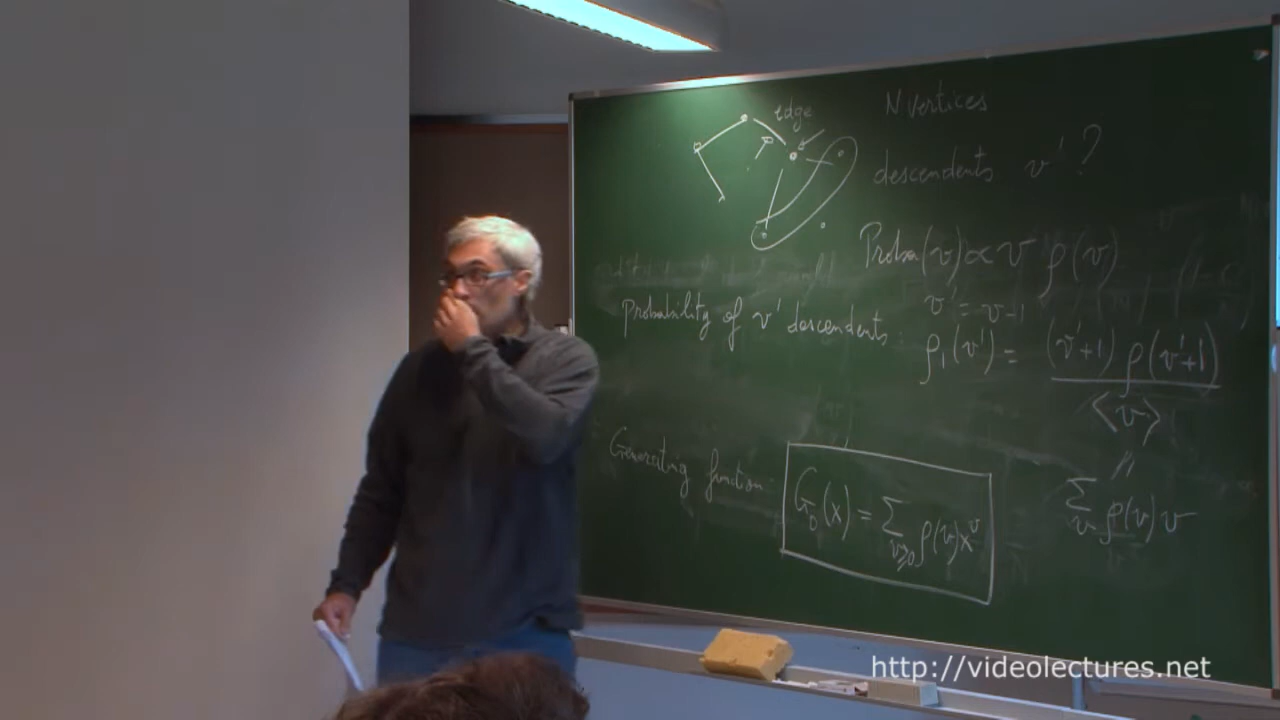 edge
N vertices
descendents v' ?
Proba(v) ∝ v ρ(v)
v' = v-1
Probability of v' descendents:
ρ₁(v') = (v'+1) ρ(v'+1)
<v>
//
Σ ρ(v) v
v
Generating function:
G₀(x) = Σ ρ(v) x^v
v≥0
http://videolectures.net